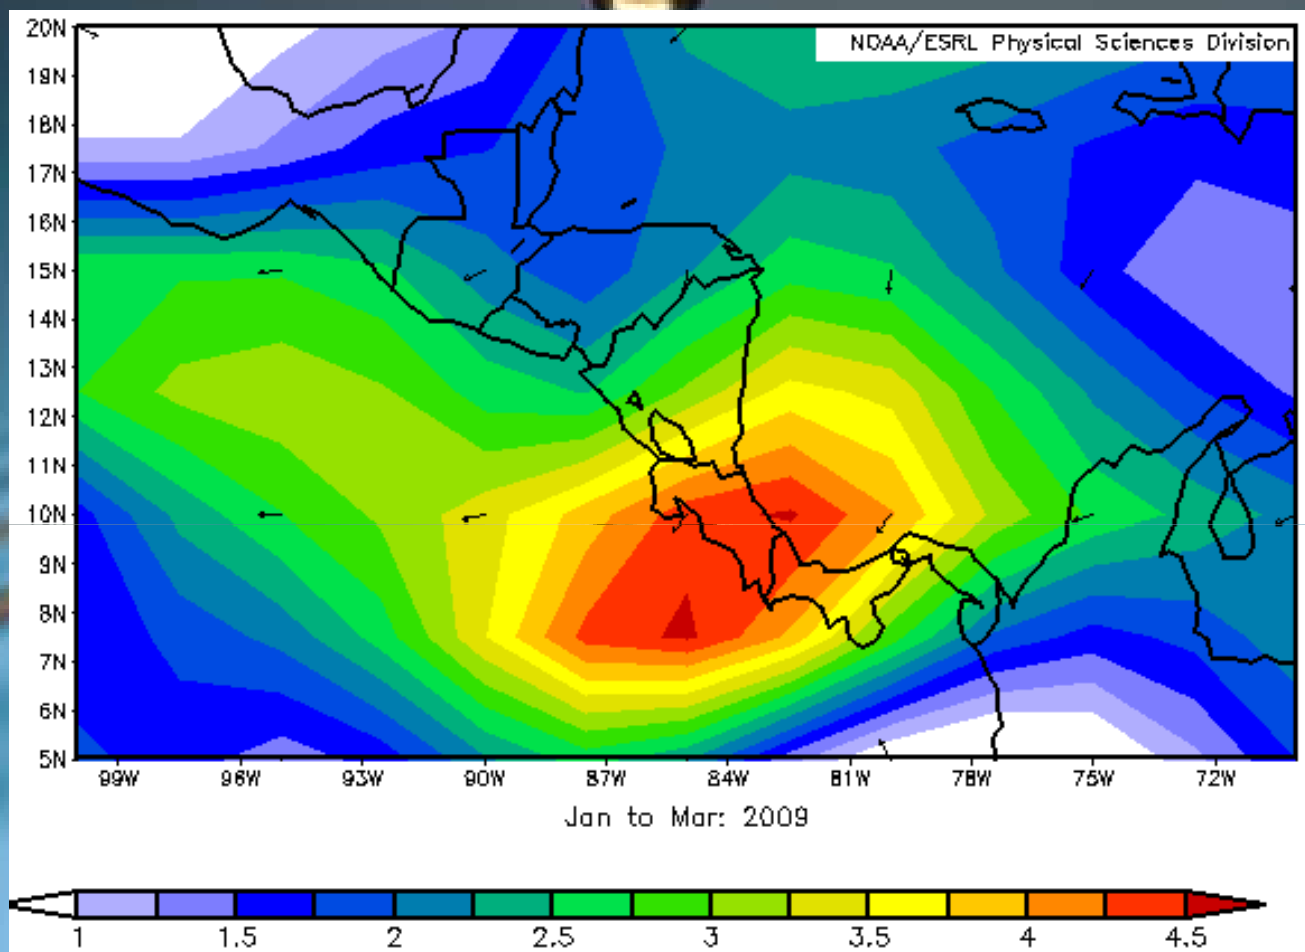 NOAA/ESRL Physical Sciences Division
20N
19N
18N
17N
16N
15N
14N
13N
12N
11N
10N
9N
8N
7N
6N
5N
99W 96W 93W 90W 87W 84W 81W 78W 75W 72W
Jan to Mar: 2009
1 1.5 2 2.5 3 3.5 4 4.5